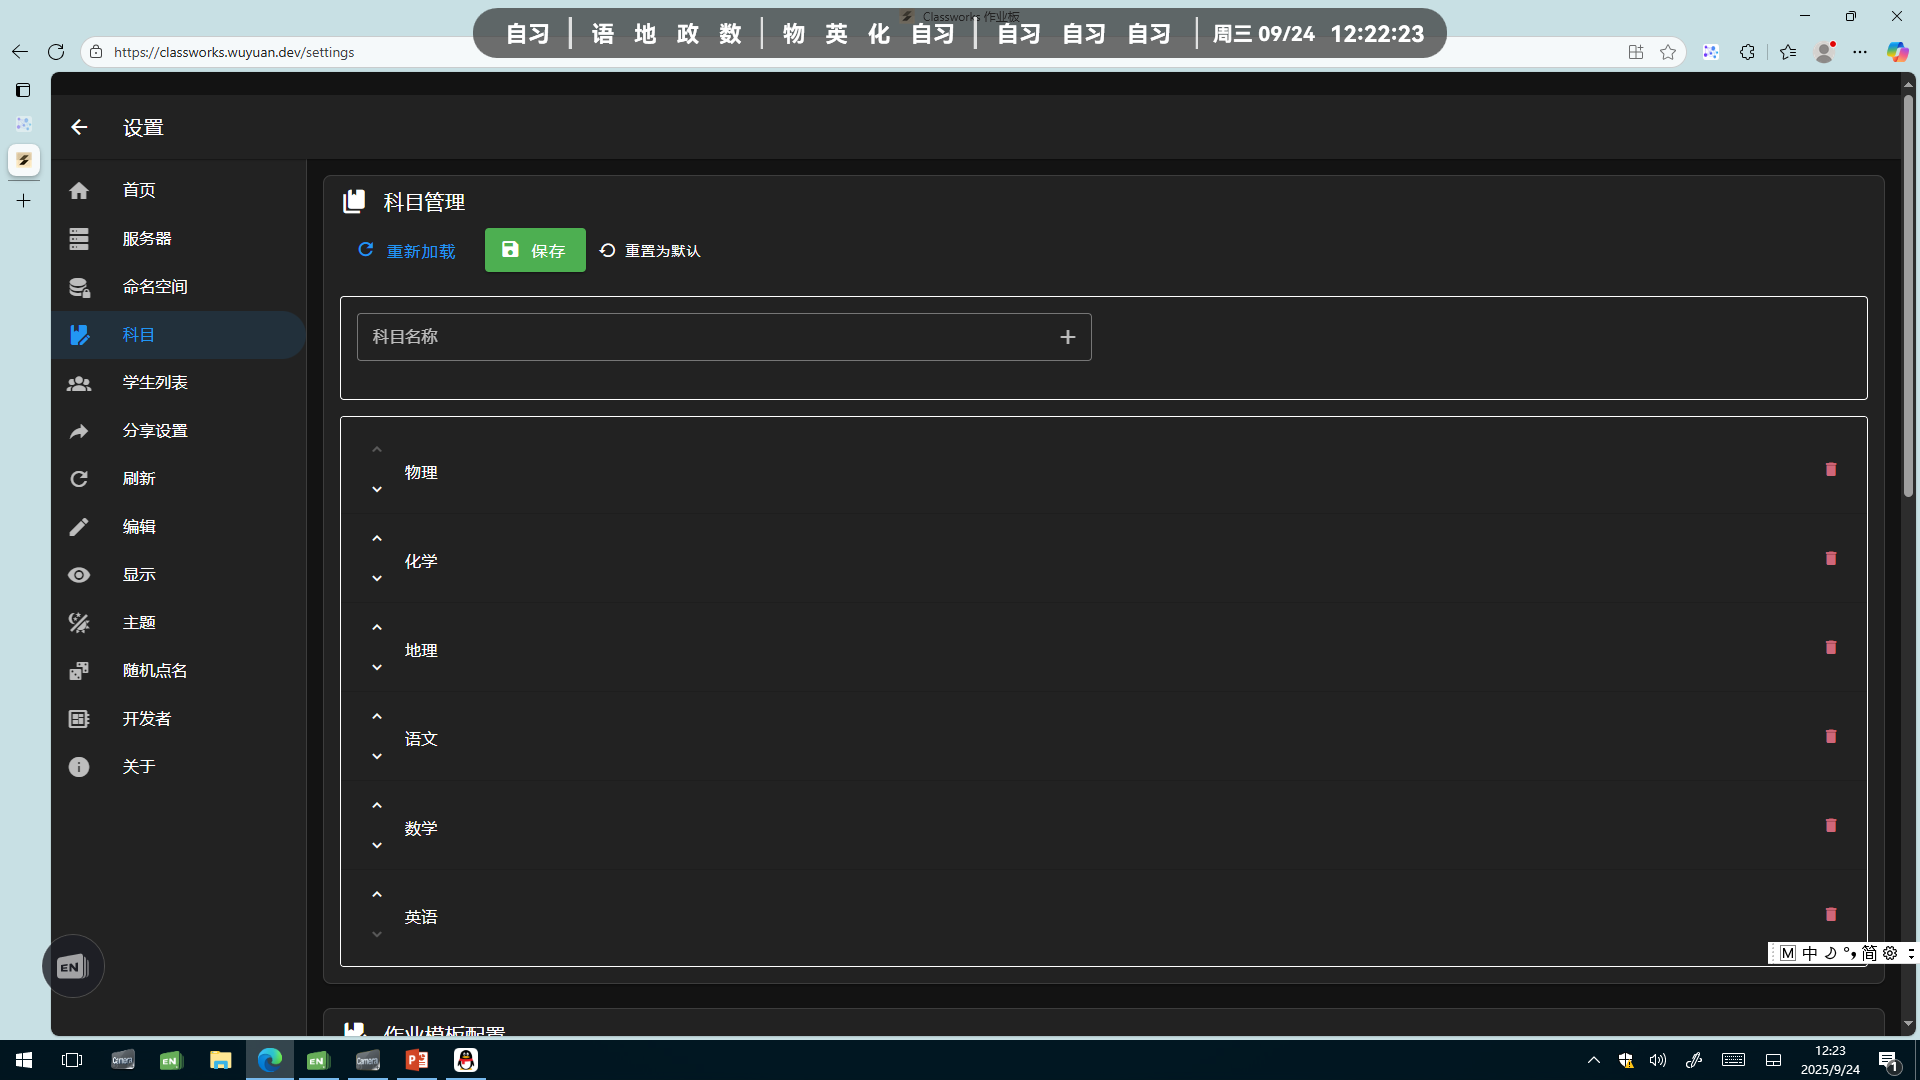 Classworks 作业板
自习 | 语 地 政 数 | 物 英 化 自习 | 自习 自习 自习 | 周三 09/24 12:22:23
https://classworks.wuyuan.dev/settings
设置
首页
服务器
命名空间
科目
学生列表
分享设置
刷新
编辑
显示
主题
随机点名
开发者
关于
科目管理
重新加载 保存 重置为默认
科目名称
物理
化学
地理
语文
数学
英语
作业模板配置
EN
M 中 简
Camera EN EN Camera
12:23
2025/9/24
1